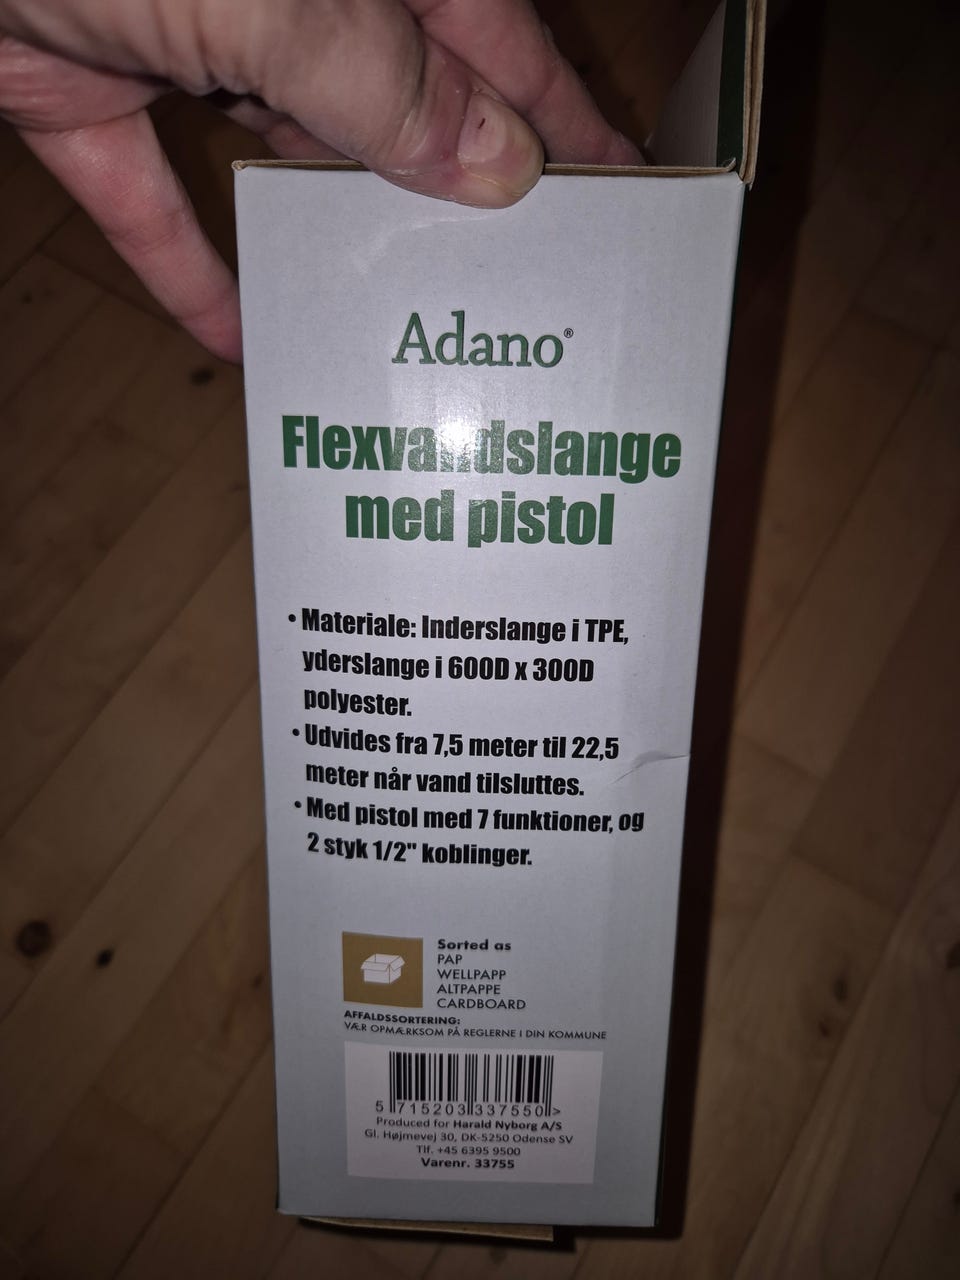 Adano®
Flexvandslange
med pistol
• Materiale: Inderslange i TPE,
yderslange i 600D x 300D
polyester.
• Udvides fra 7,5 meter til 22,5
meter når vand tilsluttes.
• Med pistol med 7 funktioner, og
2 styk 1/2" koblinger.
Sorted as
PAP
WELLPAPP
ALTPAPPE
CARDBOARD
AFFALDSSORTERING:
VÆR OPMÆRKSOM PÅ REGLERNE I DIN KOMMUNE
5 715203 337550 >
Produced for Harald Nyborg A/S
Gl. Højmevej 30, DK-5250 Odense SV
Tlf. +45 6395 9500
Varenr. 33755